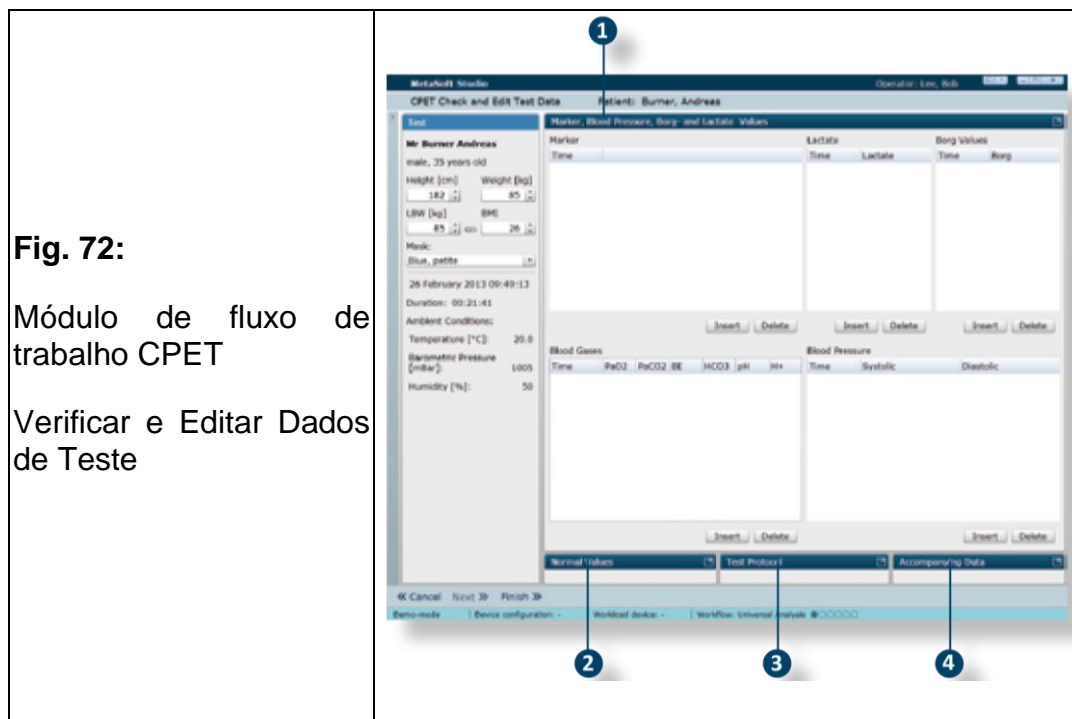 Fig. 72:
Módulo de fluxo de
trabalho CPET
Verificar e Editar Dados
de Teste
1
MetaSoft Studio
Operator: Lee, Bob
CPET Check and Edit Test Data
Patient: Burner, Andreas
Test
Marker, Blood Pressure, Borg- and Lactate Values
Mr Burner Andreas
male, 35 years old
Height [cm] Weight [kg]
182 85
LBW [kg] BMI
85 26
Mask:
Blue, petite
26 February 2013 09:49:13
Duration: 00:21:41
Ambient Conditions:
Temperature [°C]: 20.0
Barometric Pressure
[mBar]: 1005
Humidity [%]: 50
Marker
Time
Lactate
Time Lactate
Borg Values
Time Borg
Insert Delete
Insert Delete
Insert Delete
Blood Gases
Time PaO2 PaCO2 BE HCO3 pH
Blood Pressure
Time Systolic Diastolic
Insert Delete
Insert Delete
Normal Values
Test Protocol
Accompanying Data
Cancel Next Finish
Demo mode Device configuration: - Workload device: - Workflow: Universal Analysis
2
3
4